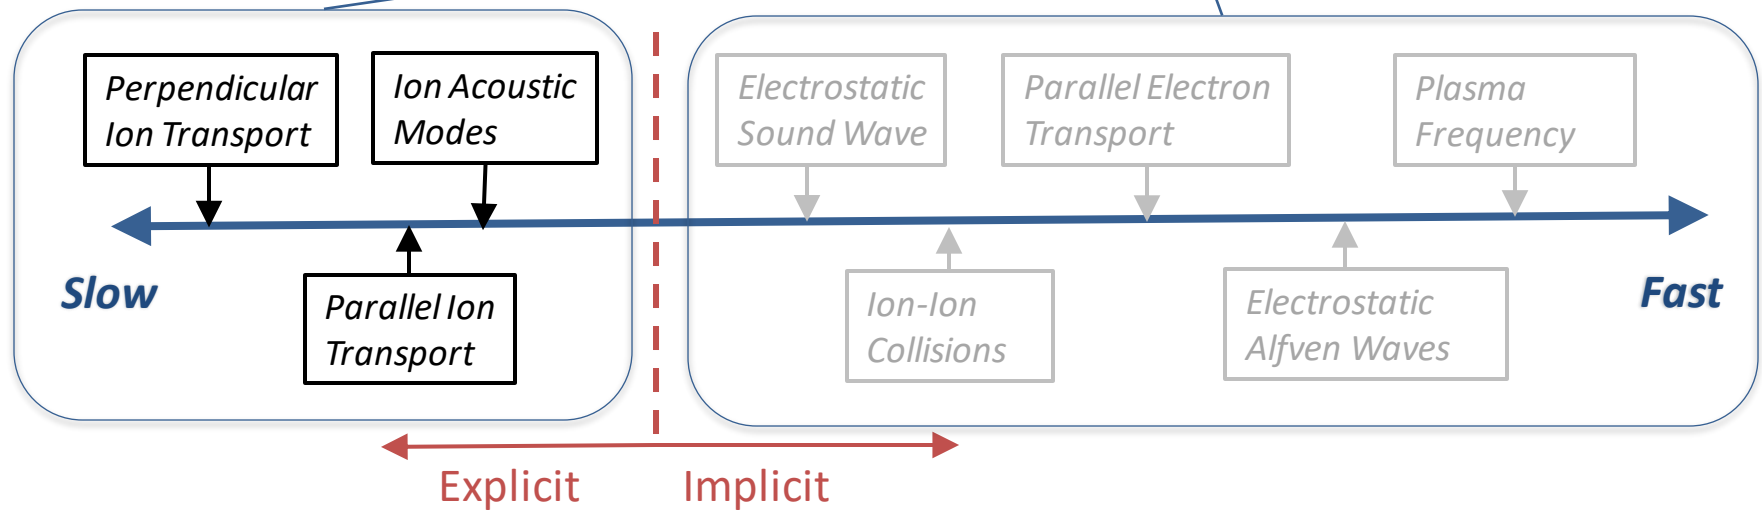 Perpendicular
Ion Transport
Ion Acoustic
Modes
Electrostatic
Sound Wave
Parallel Electron
Transport
Plasma
Frequency
Slow
Parallel Ion
Transport
Ion-Ion
Collisions
Electrostatic
Alfven Waves
Fast
Explicit
Implicit